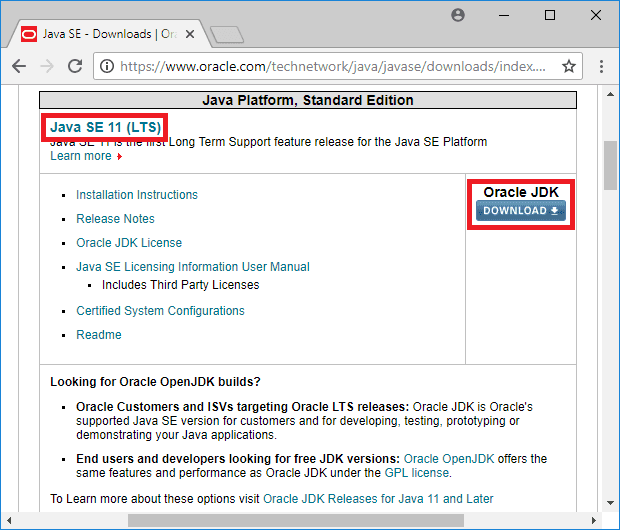 Java SE - Downloads | Ora
https://www.oracle.com/technetwork/java/javase/downloads/index....
Java Platform, Standard Edition
Java SE 11 (LTS)
Java SE 11 is the first Long Term Support feature release for the Java SE Platform
Learn more
Installation Instructions
Release Notes
Oracle JDK License
Java SE Licensing Information User Manual
Includes Third Party Licenses
Certified System Configurations
Readme
Oracle JDK
DOWNLOAD
Looking for Oracle OpenJDK builds?
Oracle Customers and ISVs targeting Oracle LTS releases: Oracle JDK is Oracle's
supported Java SE version for customers and for developing, testing, prototyping or
demonstrating your Java applications.
End users and developers looking for free JDK versions: Oracle OpenJDK offers the
same features and performance as Oracle JDK under the GPL license.
To Learn more about these options visit Oracle JDK Releases for Java 11 and Later